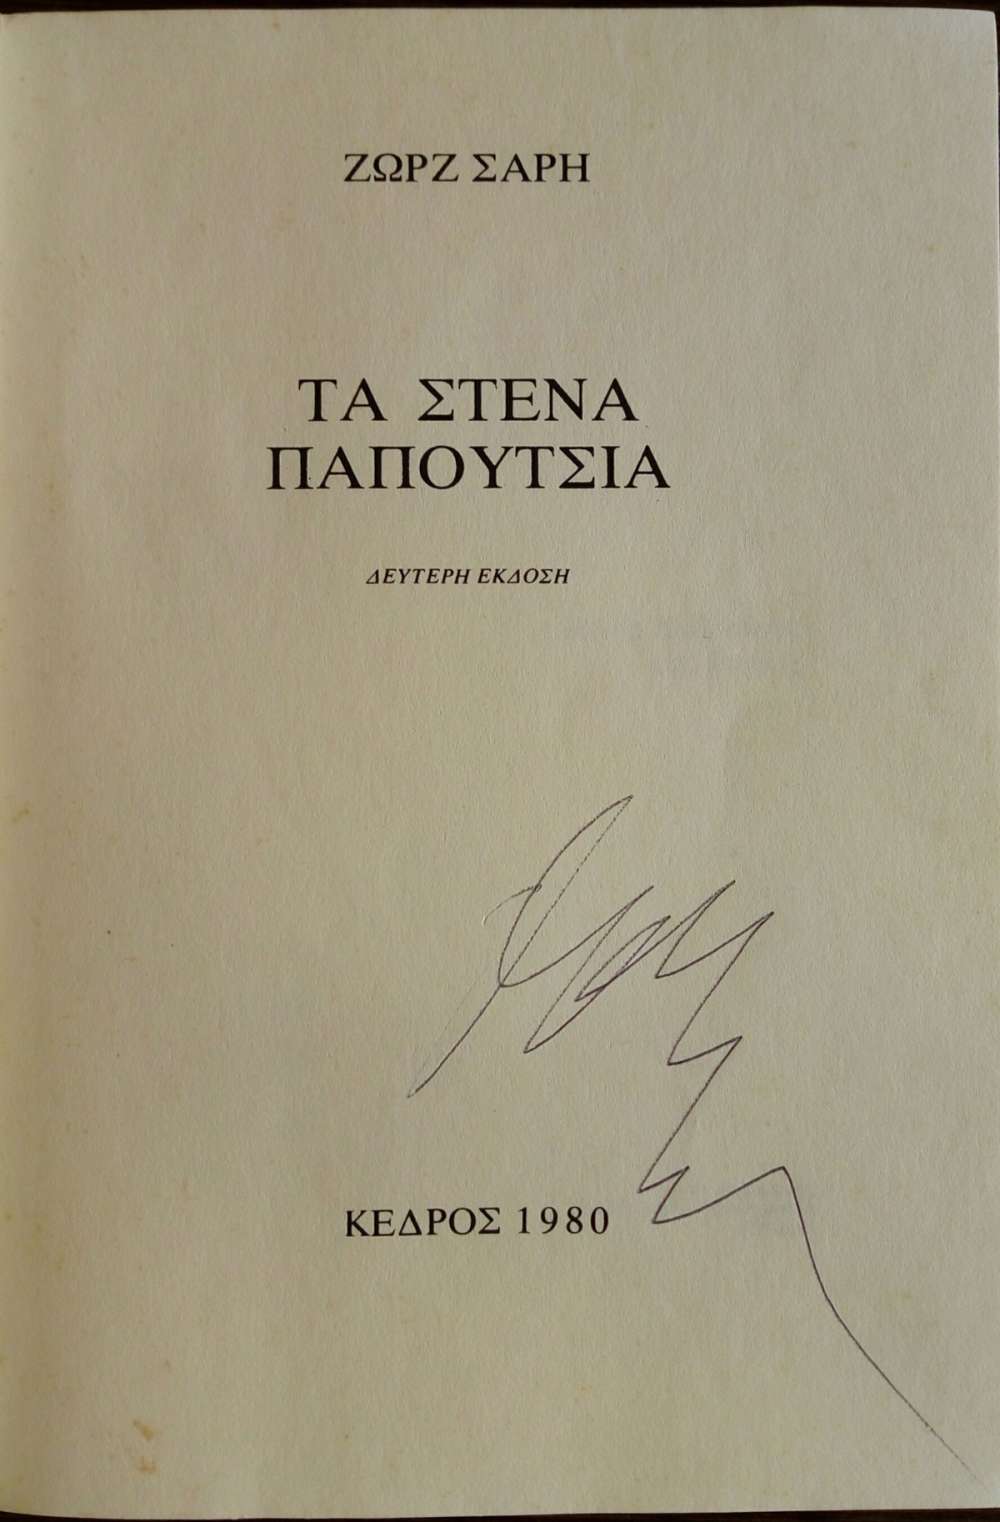 ΖΩΡΖ ΣΑΡΗ
ΤΑ ΣΤΕΝΑ
ΠΑΠΟΥΤΣΙΑ
ΔΕΥΤΕΡΗ ΕΚΔΟΣΗ
ΚΕΔΡΟΣ 1980